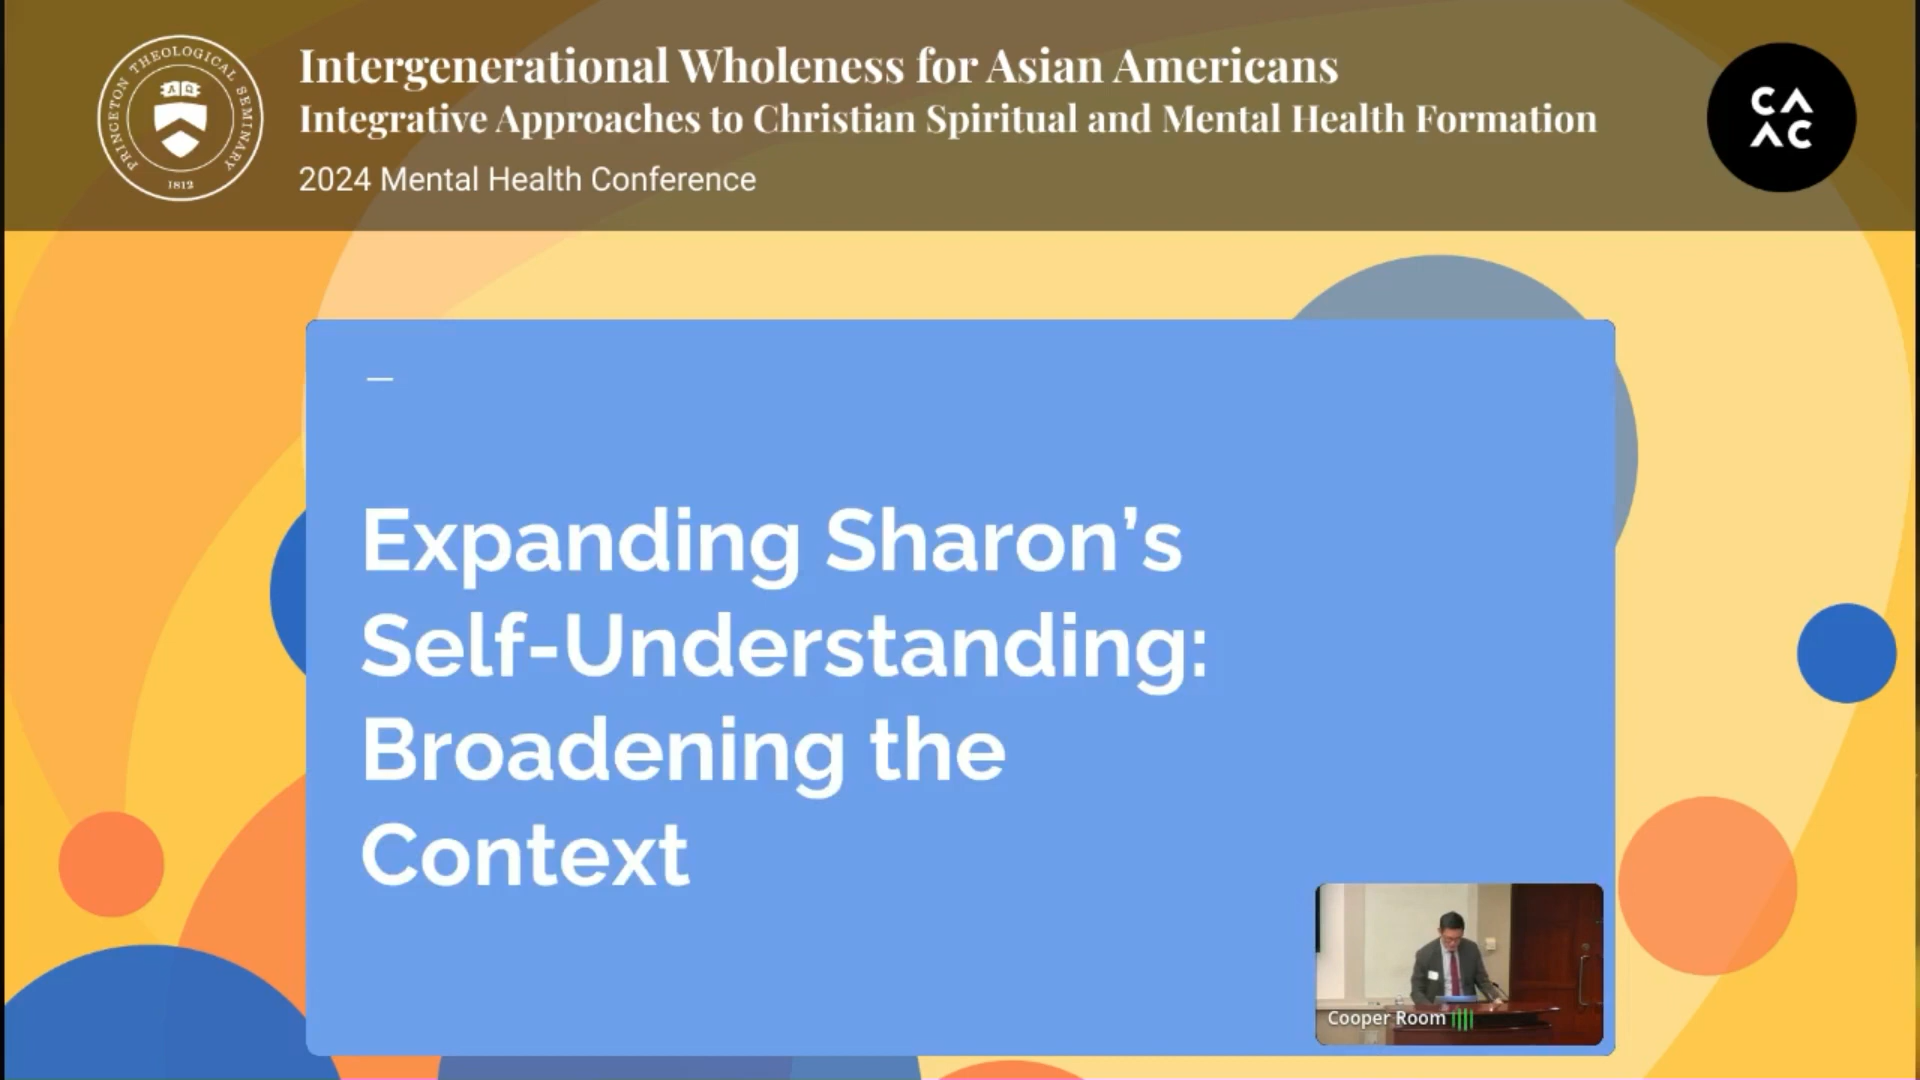 PRINCETON THEOLOGICAL SEMINARY
1812
Intergenerational Wholeness for Asian Americans
Integrative Approaches to Christian Spiritual and Mental Health Formation
2024 Mental Health Conference
CA
AC
Expanding Sharon’s
Self-Understanding:
Broadening the
Context
Cooper Room